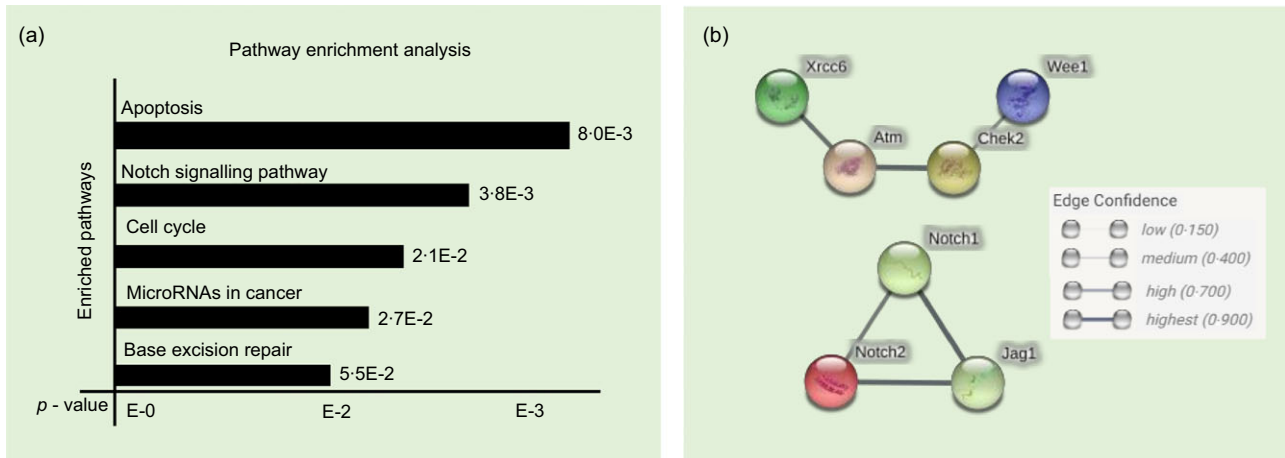 (a)
Pathway enrichment analysis
Enriched pathways
Apoptosis
8·0E-3
Notch signalling pathway
3·8E-3
Cell cycle
2·1E-2
MicroRNAs in cancer
2·7E-2
Base excision repair
5·5E-2
p - value
E-0
E-2
E-3
(b)
Xrcc6
Wee1
Atm
Chek2
Notch1
Notch2
Jag1
Edge Confidence
low (0·150)
medium (0·400)
high (0·700)
highest (0·900)